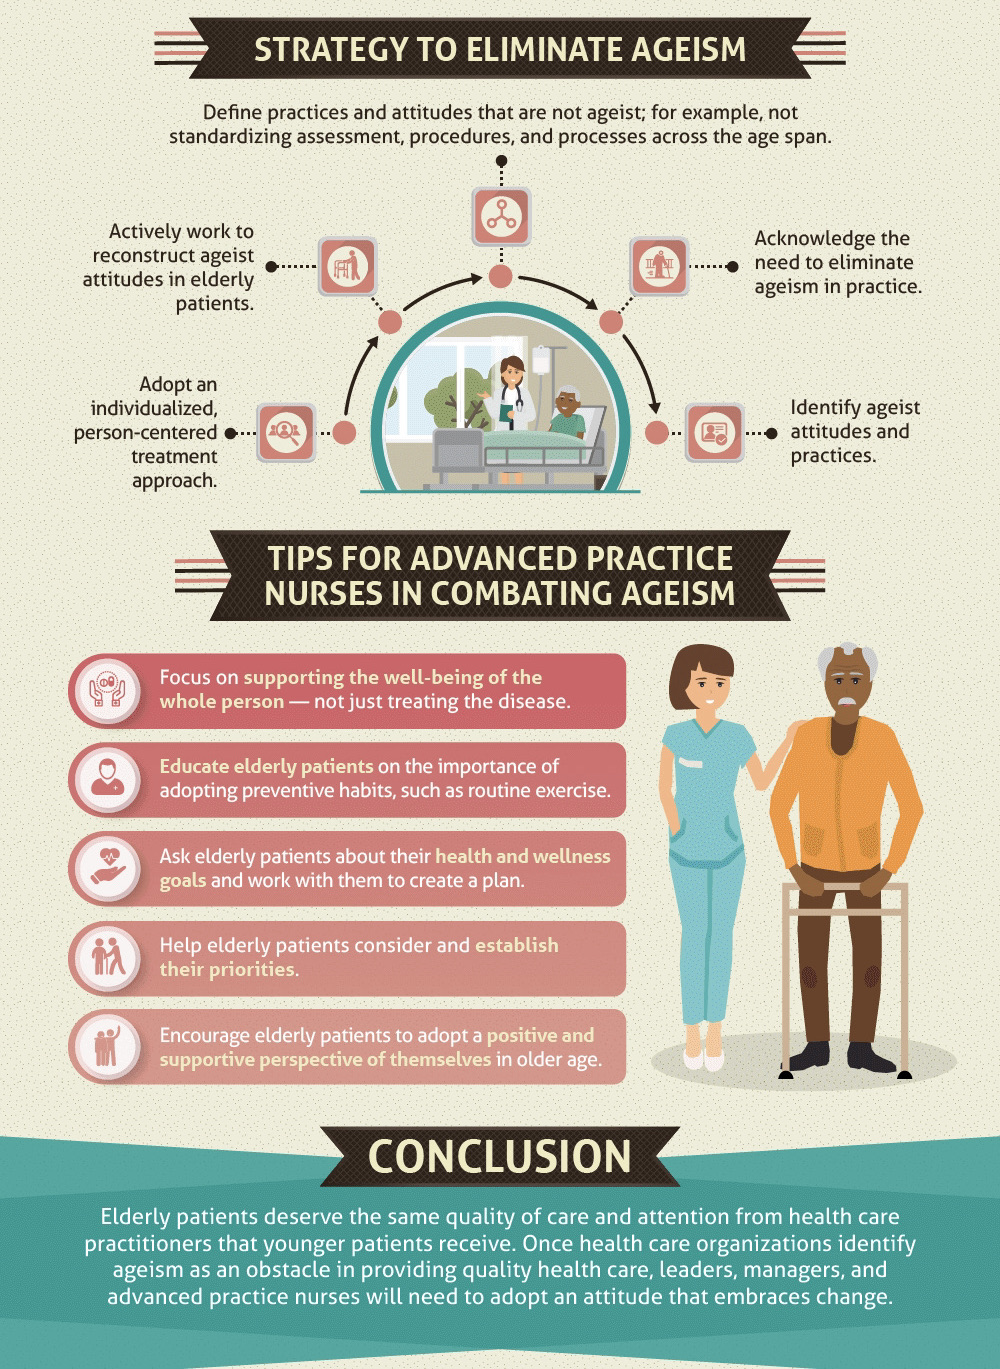 STRATEGY TO ELIMINATE AGEISM
Define practices and attitudes that are not ageist; for example, not
standardizing assessment, procedures, and processes across the age span.
Actively work to
reconstruct ageist
attitudes in elderly
patients.
Acknowledge the
need to eliminate
ageism in practice.
Adopt an
individualized,
person-centered
treatment
approach.
Identify ageist
attitudes and
practices.
TIPS FOR ADVANCED PRACTICE
NURSES IN COMBATING AGEISM
Focus on supporting the well-being of the
whole person — not just treating the disease.
Educate elderly patients on the importance of
adopting preventive habits, such as routine exercise.
Ask elderly patients about their health and wellness
goals and work with them to create a plan.
Help elderly patients consider and establish
their priorities.
Encourage elderly patients to adopt a positive and
supportive perspective of themselves in older age.
CONCLUSION
Elderly patients deserve the same quality of care and attention from health care
practitioners that younger patients receive. Once health care organizations identify
ageism as an obstacle in providing quality health care, leaders, managers, and
advanced practice nurses will need to adopt an attitude that embraces change.